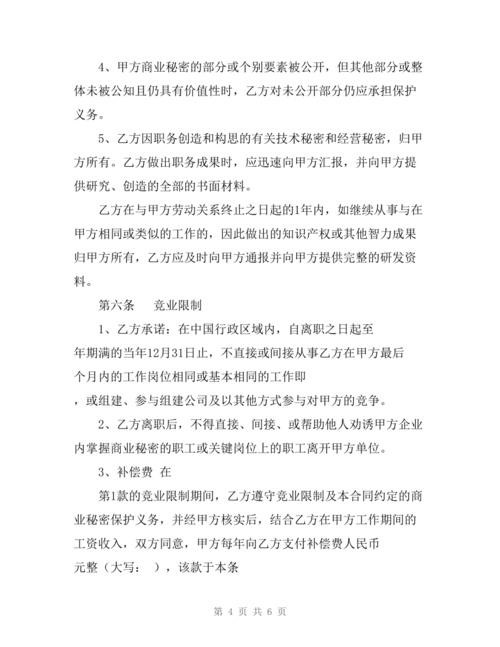 4、甲方商业秘密的部分或个别要素被公开，但其他部分或整
体未被公知且仍具有价值性时，乙方对未公开部分仍应承担保护
义务。
5、乙方因职务创造和构思的有关技术秘密和经营秘密，归甲
方所有。乙方做出职务成果时，应迅速向甲方汇报，并向甲方提
供研究、创造的全部的书面材料。
乙方在与甲方劳动关系终止之日起的1年内，如继续从事与在
甲方相同或类似的工作的，因此做出的知识产权或其他智力成果
归甲方所有，乙方应及时向甲方通报并向甲方提供完整的研发资
料。
第六条 竞业限制
1、乙方承诺：在中国行政区域内，自离职之日起至
年期满的当年12月31日止，不直接或间接从事乙方在甲方最后
个月内的工作岗位相同或基本相同的工作即
，或组建、参与组建公司及以其他方式参与对甲方的竞争。
2、乙方离职后，不得直接、间接、或帮助他人劝诱甲方企业
内掌握商业秘密的职工或关键岗位上的职工离开甲方单位。
3、补偿费 在
第1款的竞业限制期间，乙方遵守竞业限制及本合同约定的商
业秘密保护义务，并经甲方核实后，结合乙方在甲方工作期间的
工资收入，双方同意，甲方每年向乙方支付补偿费人民币
元整（大写： ），该款于本条
第 4 页 共 6 页